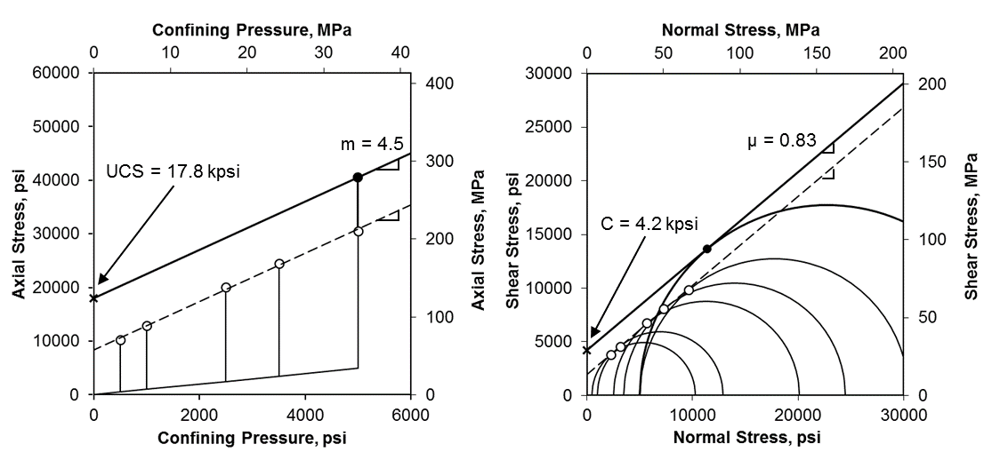 Confining Pressure, MPa
0 10 20 30 40
60000
50000
40000
30000
20000
10000
0
Axial Stress, psi
UCS = 17.8 kpsi
m = 4.5
400
300
200
100
0
Axial Stress, MPa
0 2000 4000 6000
Confining Pressure, psi
Normal Stress, MPa
0 50 100 150 200
30000
25000
20000
15000
10000
5000
0
Shear Stress, psi
µ = 0.83
C = 4.2 kpsi
200
150
100
50
0
Shear Stress, MPa
0 10000 20000 30000
Normal Stress, psi